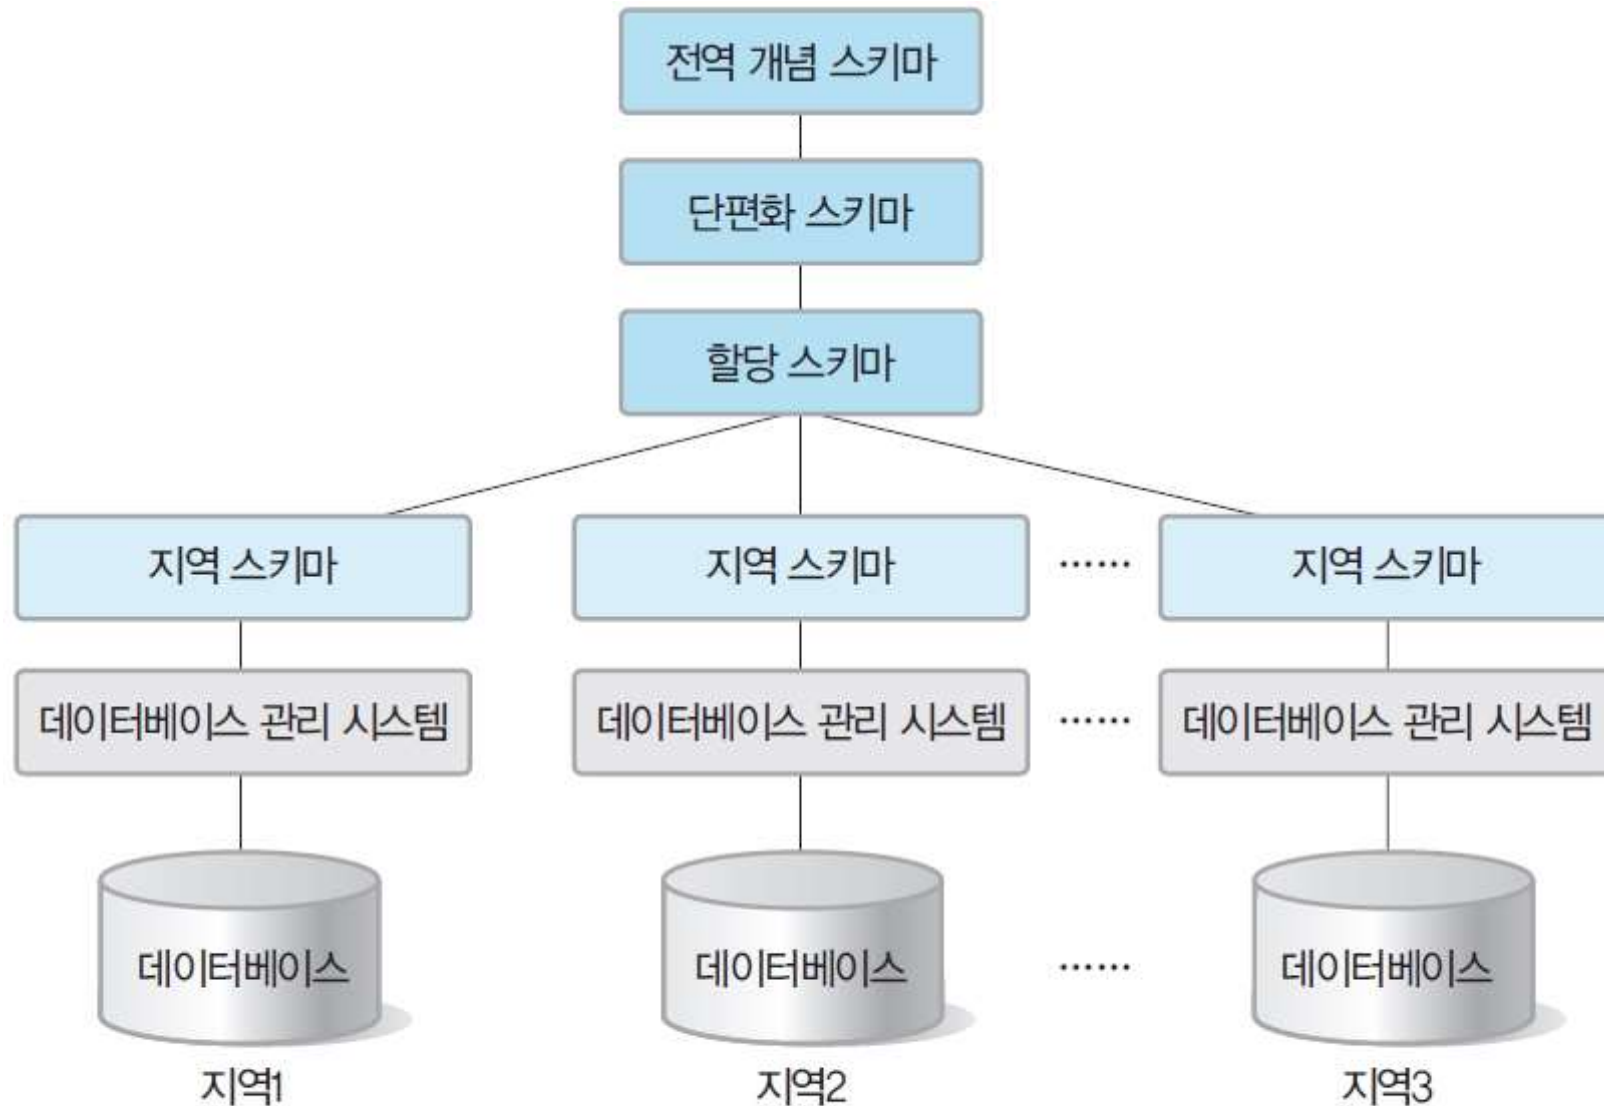 전역 개념 스키마
단편화 스키마
할당 스키마
지역 스키마
지역 스키마
……
지역 스키마
데이터베이스 관리 시스템
데이터베이스 관리 시스템
……
데이터베이스 관리 시스템
데이터베이스
데이터베이스
……
데이터베이스
지역1
지역2
지역3